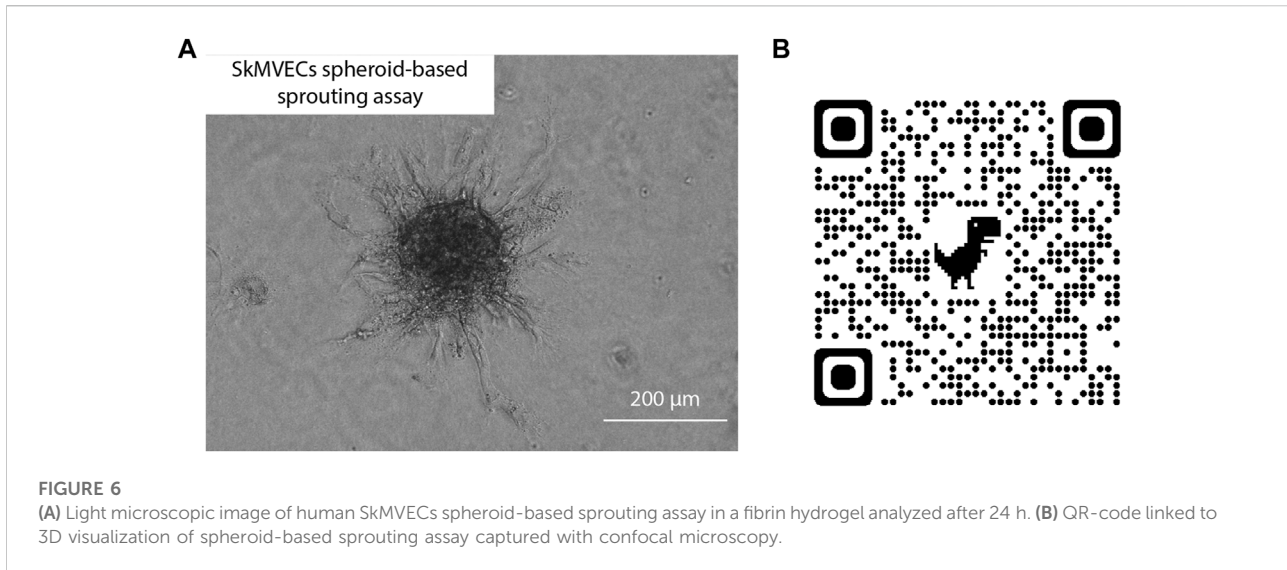 A
SkMVECs spheroid-based
sprouting assay
200 µm
B
FIGURE 6
(A) Light microscopic image of human SkMVECs spheroid-based sprouting assay in a fibrin hydrogel analyzed after 24 h. (B) QR-code linked to
3D visualization of spheroid-based sprouting assay captured with confocal microscopy.